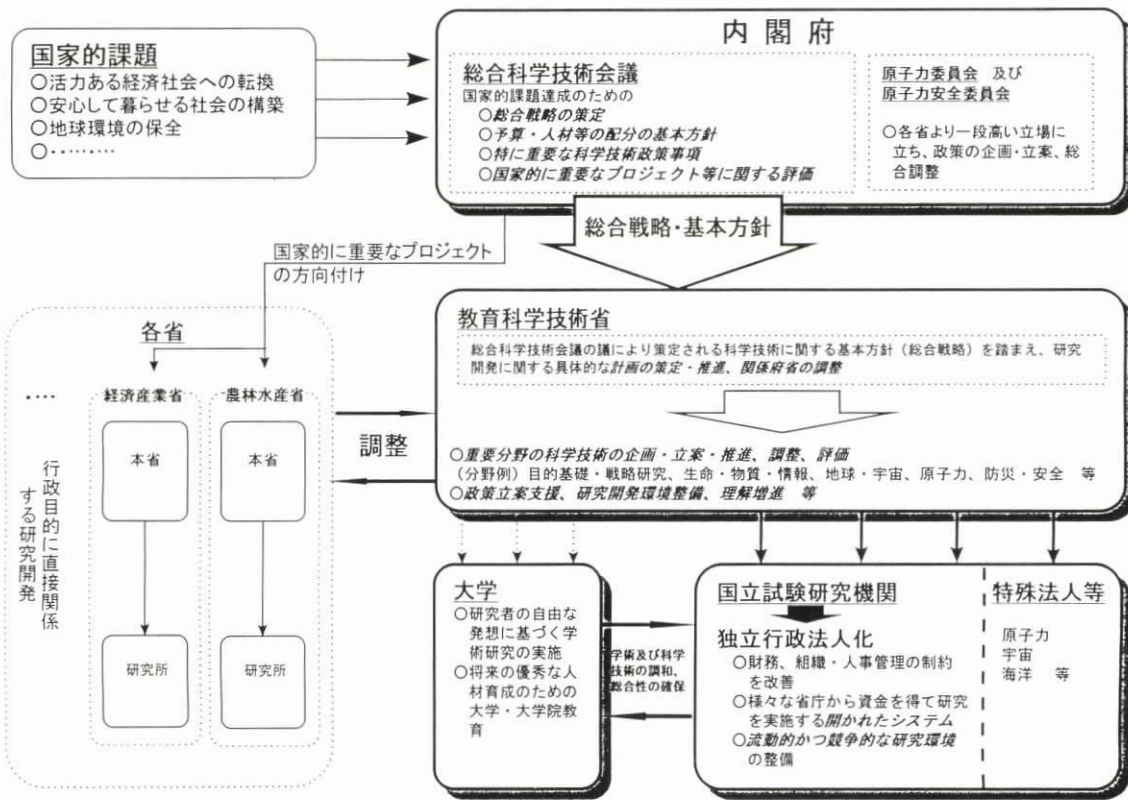 国家的課題
○活力ある経済社会への転換
○安心して暮らせる社会の構築
○地球環境の保全
○・・・・・・・・
内閣府
総合科学技術会議
国家的課題達成のための
○総合戦略の策定
○予算・人材等の配分の基本方針
○特に重要な科学技術政策事項
○国家的に重要なプロジェクト等に関する評価
原子力委員会 及び
原子力安全委員会
○各省より一段高い立場に
立ち、政策の企画・立案、総
合調整
総合戦略・基本方針
国家的に重要なプロジェクト
の方向付け
各省
・・・・
経済産業省
農林水産省
本省
本省
研究所
研究所
行政目的に直接関係
する研究開発
調整
教育科学技術省
総合科学技術会議の議により策定される科学技術に関する基本方針（総合戦略）を踏まえ、研究
開発に関する具体的な計画の策定・推進、関係府省の調整
○重要分野の科学技術の企画・立案・推進、調整、評価
（分野例）目的基礎・戦略研究、生命・物質・情報、地球・宇宙、原子力、防災・安全 等
○政策立案支援、研究開発環境整備、理解増進 等
大学
○研究者の自由な
発想に基づく学
術研究の実施
○将来の優秀な人
材育成のための
大学・大学院教
育
学術及び科学
技術の調和、
総合性の確保
国立試験研究機関
独立行政法人化
○財務、組織・人事管理の制約
を改善
○様々な省庁から資金を得て研究
を実施する開かれたシステム
○流動的かつ競争的な研究環境
の整備
特殊法人等
原子力
宇宙
海洋 等